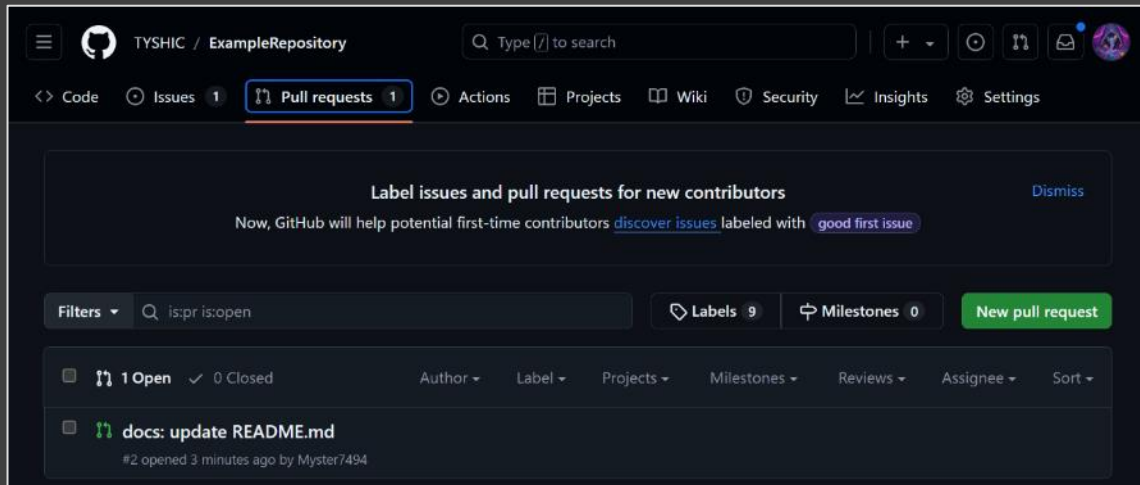 TYSHIC / ExampleRepository
Type / to search
Code Issues 1 Pull requests 1 Actions Projects Wiki Security Insights Settings
Label issues and pull requests for new contributors
Dismiss
Now, GitHub will help potential first-time contributors discover issues labeled with good first issue
Filters is:pr is:open Labels 9 Milestones 0 New pull request
1 Open 0 Closed Author Label Projects Milestones Reviews Assignee Sort
docs: update README.md
#2 opened 3 minutes ago by Myster7494